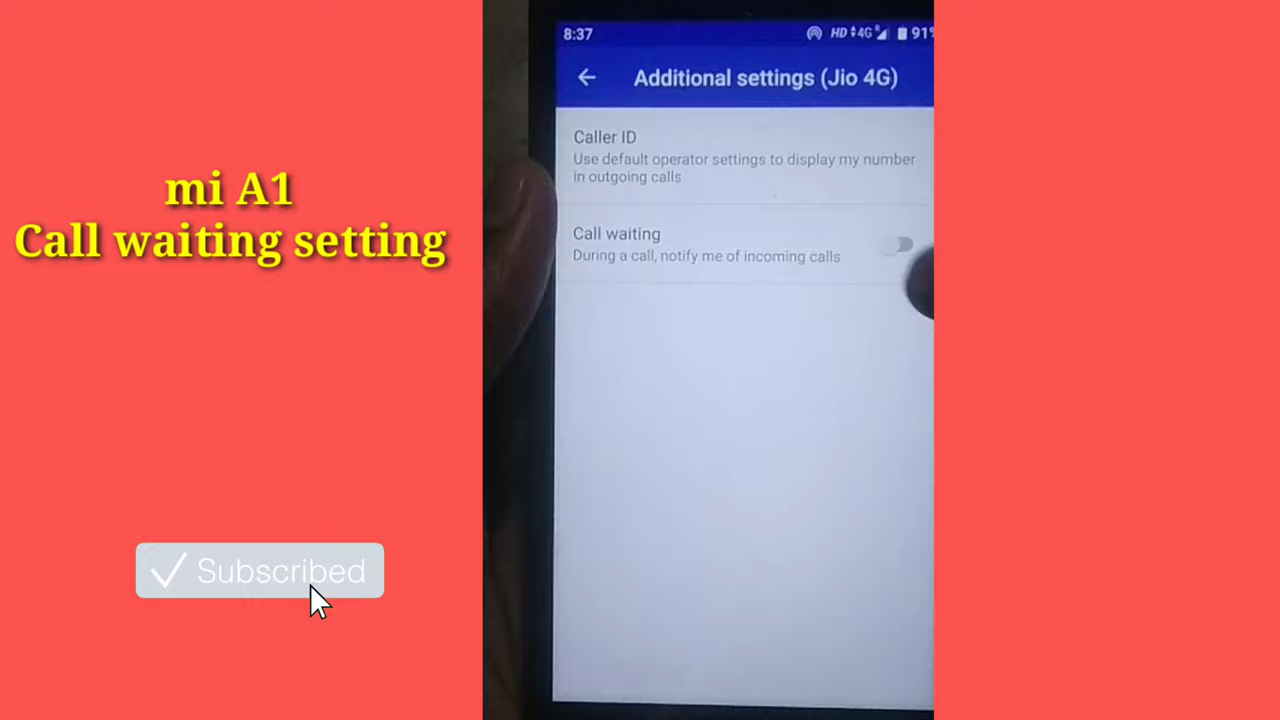 mi A1
Call waiting setting
Subscribed
8:37 HD 4G 91%
Additional settings (Jio 4G)
Caller ID
Use default operator settings to display my number
in outgoing calls
Call waiting
During a call, notify me of incoming calls